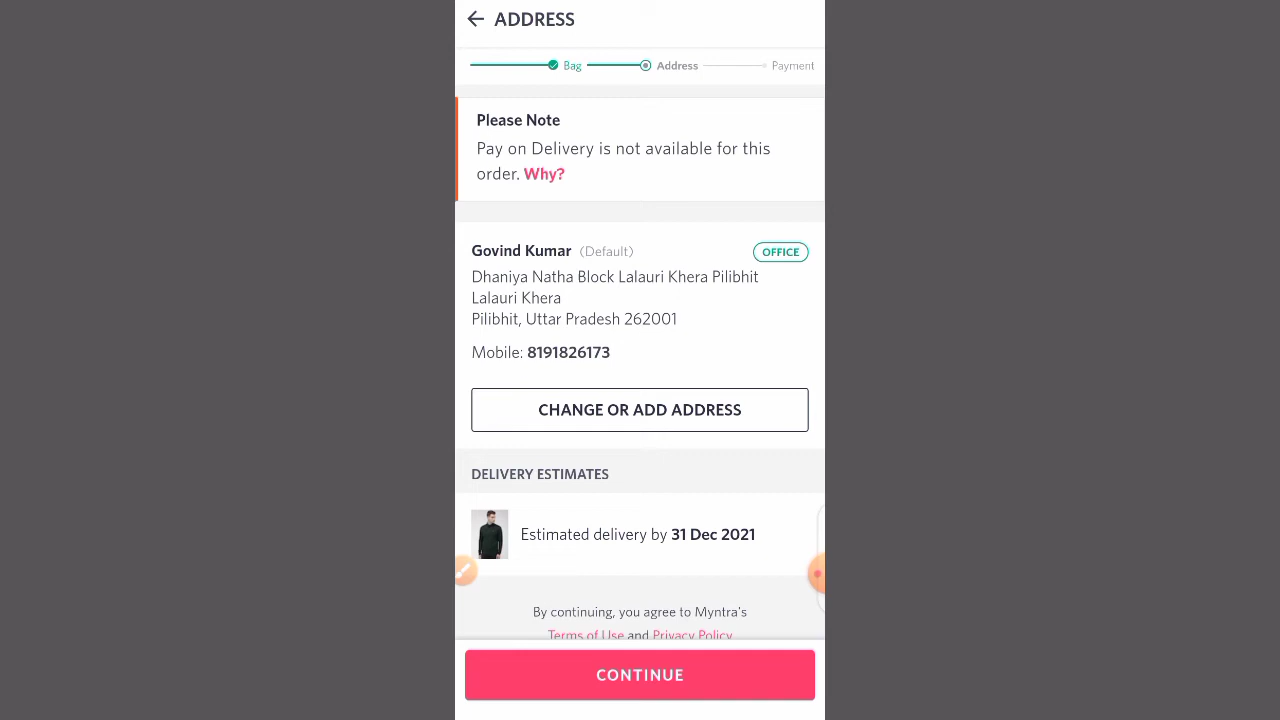 ADDRESS
Bag Address Payment
Please Note
Pay on Delivery is not available for this
order. Why?
Govind Kumar (Default) OFFICE
Dhaniya Natha Block Lalauri Khera Pilibhit
Lalauri Khera
Pilibhit, Uttar Pradesh 262001
Mobile: 8191826173
CHANGE OR ADD ADDRESS
DELIVERY ESTIMATES
Estimated delivery by 31 Dec 2021
By continuing, you agree to Myntra's
Terms of Use and Privacy Policy
CONTINUE